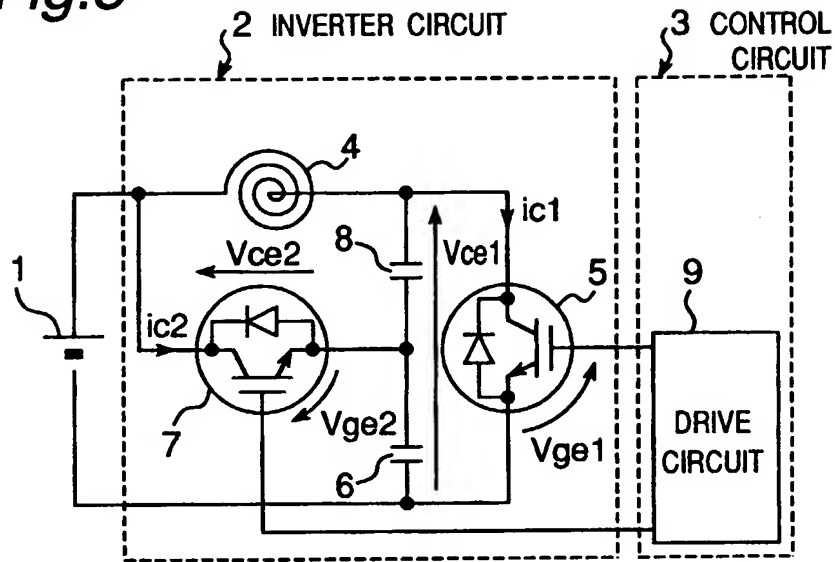 2 INVERTER CIRCUIT
3 CONTROL
CIRCUIT
4
ic1
Vce2
8
Vce1
1
5
9
ic2
7
Vge2
6
Vge1
DRIVE
CIRCUIT